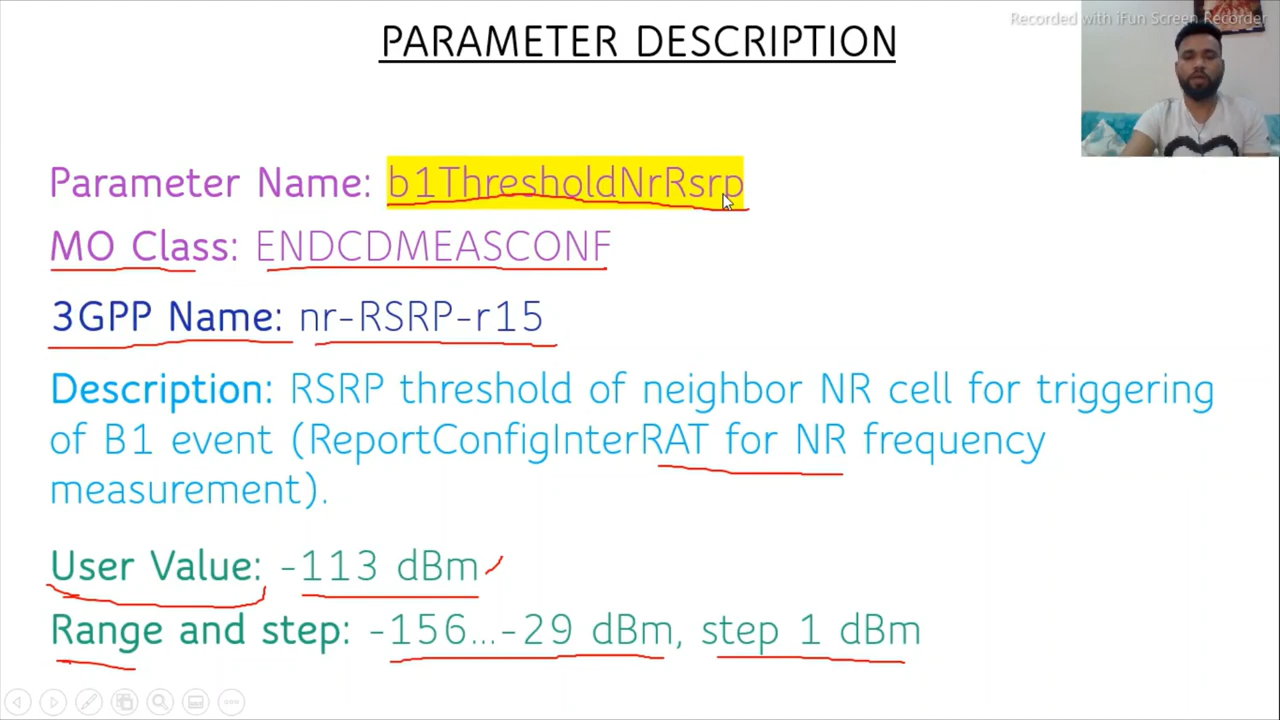 Recorded with iFun Screen Recorder
PARAMETER DESCRIPTION
Parameter Name: b1ThresholdNrRsrp
MO Class: ENDCDMEASCONF
3GPP Name: nr-RSRP-r15
Description: RSRP threshold of neighbor NR cell for triggering
of B1 event (ReportConfigInterRAT for NR frequency
measurement).
User Value: -113 dBm
Range and step: -156...-29 dBm, step 1 dBm